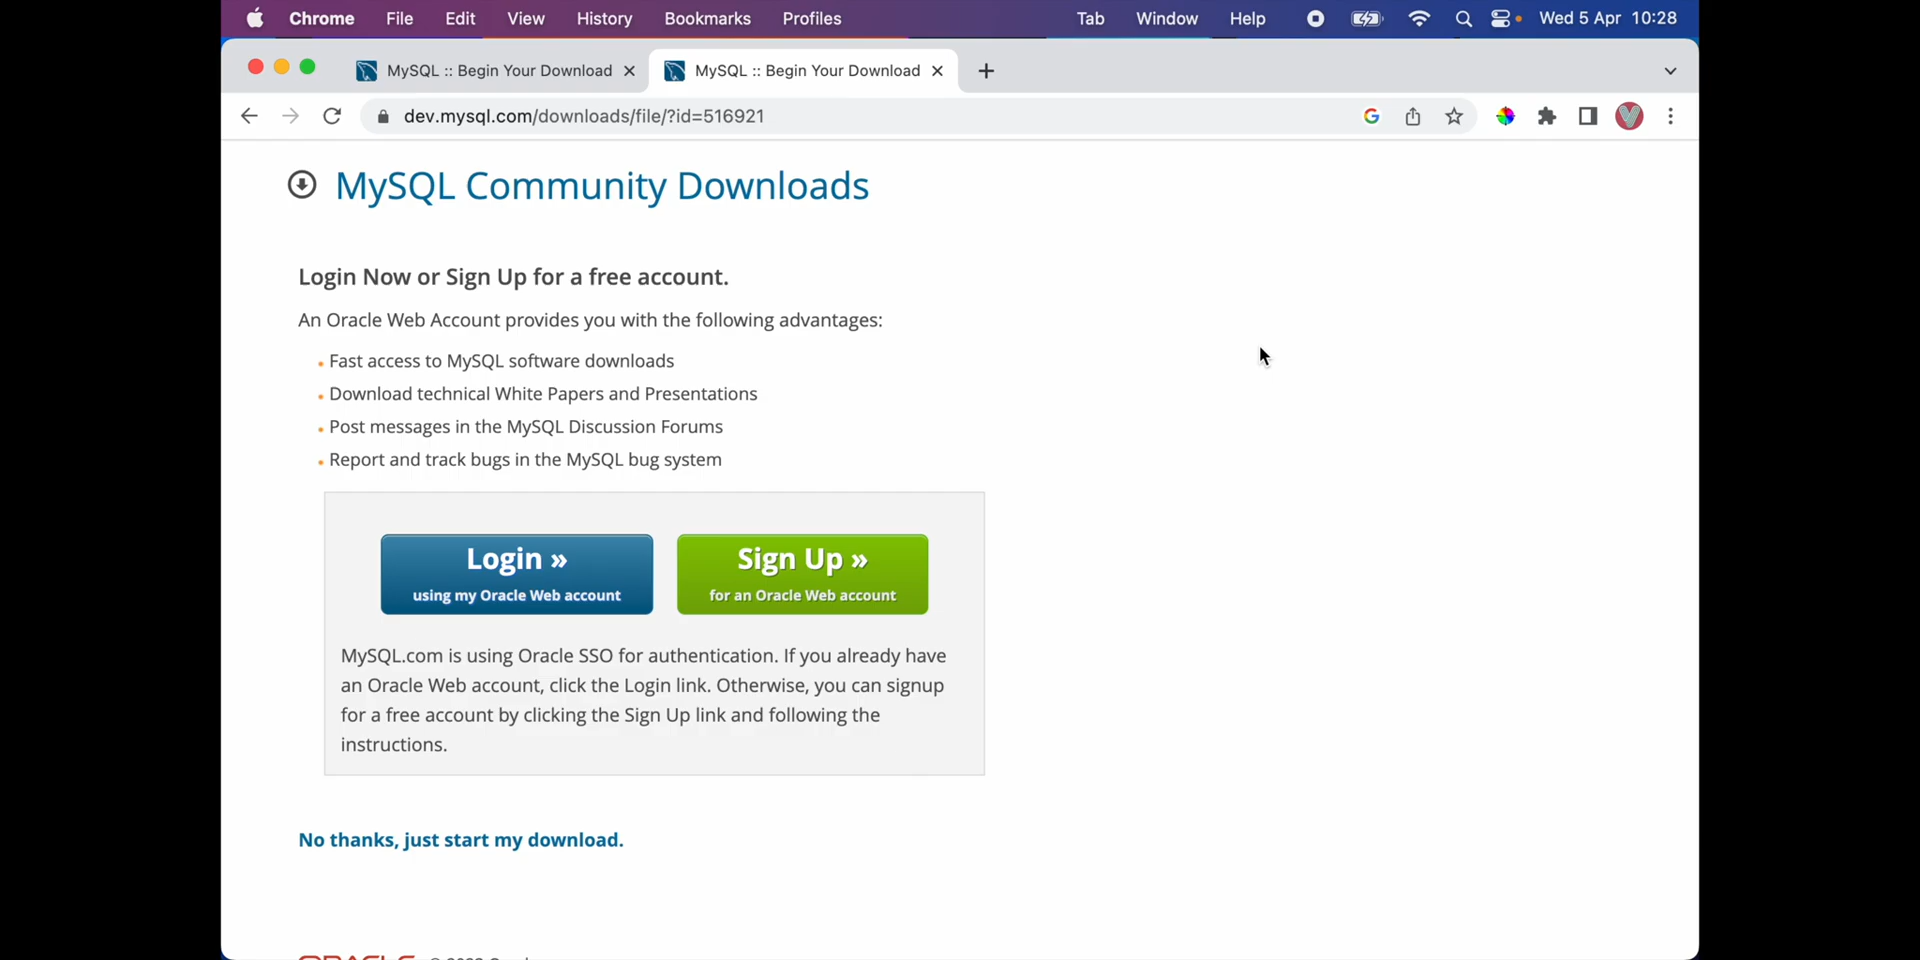 Chrome File Edit View History Bookmarks Profiles Tab Window Help Wed 5 Apr 10:28
MySQL :: Begin Your Download MySQL :: Begin Your Download
dev.mysql.com/downloads/file/?id=516921
MySQL Community Downloads
Login Now or Sign Up for a free account.
An Oracle Web Account provides you with the following advantages:
Fast access to MySQL software downloads
Download technical White Papers and Presentations
Post messages in the MySQL Discussion Forums
Report and track bugs in the MySQL bug system
Login »
using my Oracle Web account
Sign Up »
for an Oracle Web account
MySQL.com is using Oracle SSO for authentication. If you already have
an Oracle Web account, click the Login link. Otherwise, you can signup
for a free account by clicking the Sign Up link and following the
instructions.
No thanks, just start my download.